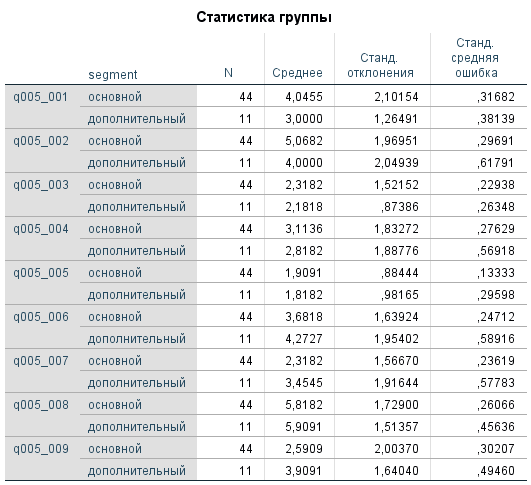 Статистика группы
segment N Среднее Станд. отклонения Станд. средняя ошибка
q005_001 основной 44 4,0455 2,10154 ,31682
дополнительный 11 3,0000 1,26491 ,38139
q005_002 основной 44 5,0682 1,96951 ,29691
дополнительный 11 4,0000 2,04939 ,61791
q005_003 основной 44 2,3182 1,52152 ,22938
дополнительный 11 2,1818 ,87386 ,26348
q005_004 основной 44 3,1136 1,83272 ,27629
дополнительный 11 2,8182 1,88776 ,56918
q005_005 основной 44 1,9091 ,88444 ,13333
дополнительный 11 1,8182 ,98165 ,29598
q005_006 основной 44 3,6818 1,63924 ,24712
дополнительный 11 4,2727 1,95402 ,58916
q005_007 основной 44 2,3182 1,56670 ,23619
дополнительный 11 3,4545 1,91644 ,57783
q005_008 основной 44 5,8182 1,72900 ,26066
дополнительный 11 5,9091 1,51357 ,45636
q005_009 основной 44 2,5909 2,00370 ,30207
дополнительный 11 3,9091 1,64040 ,49460